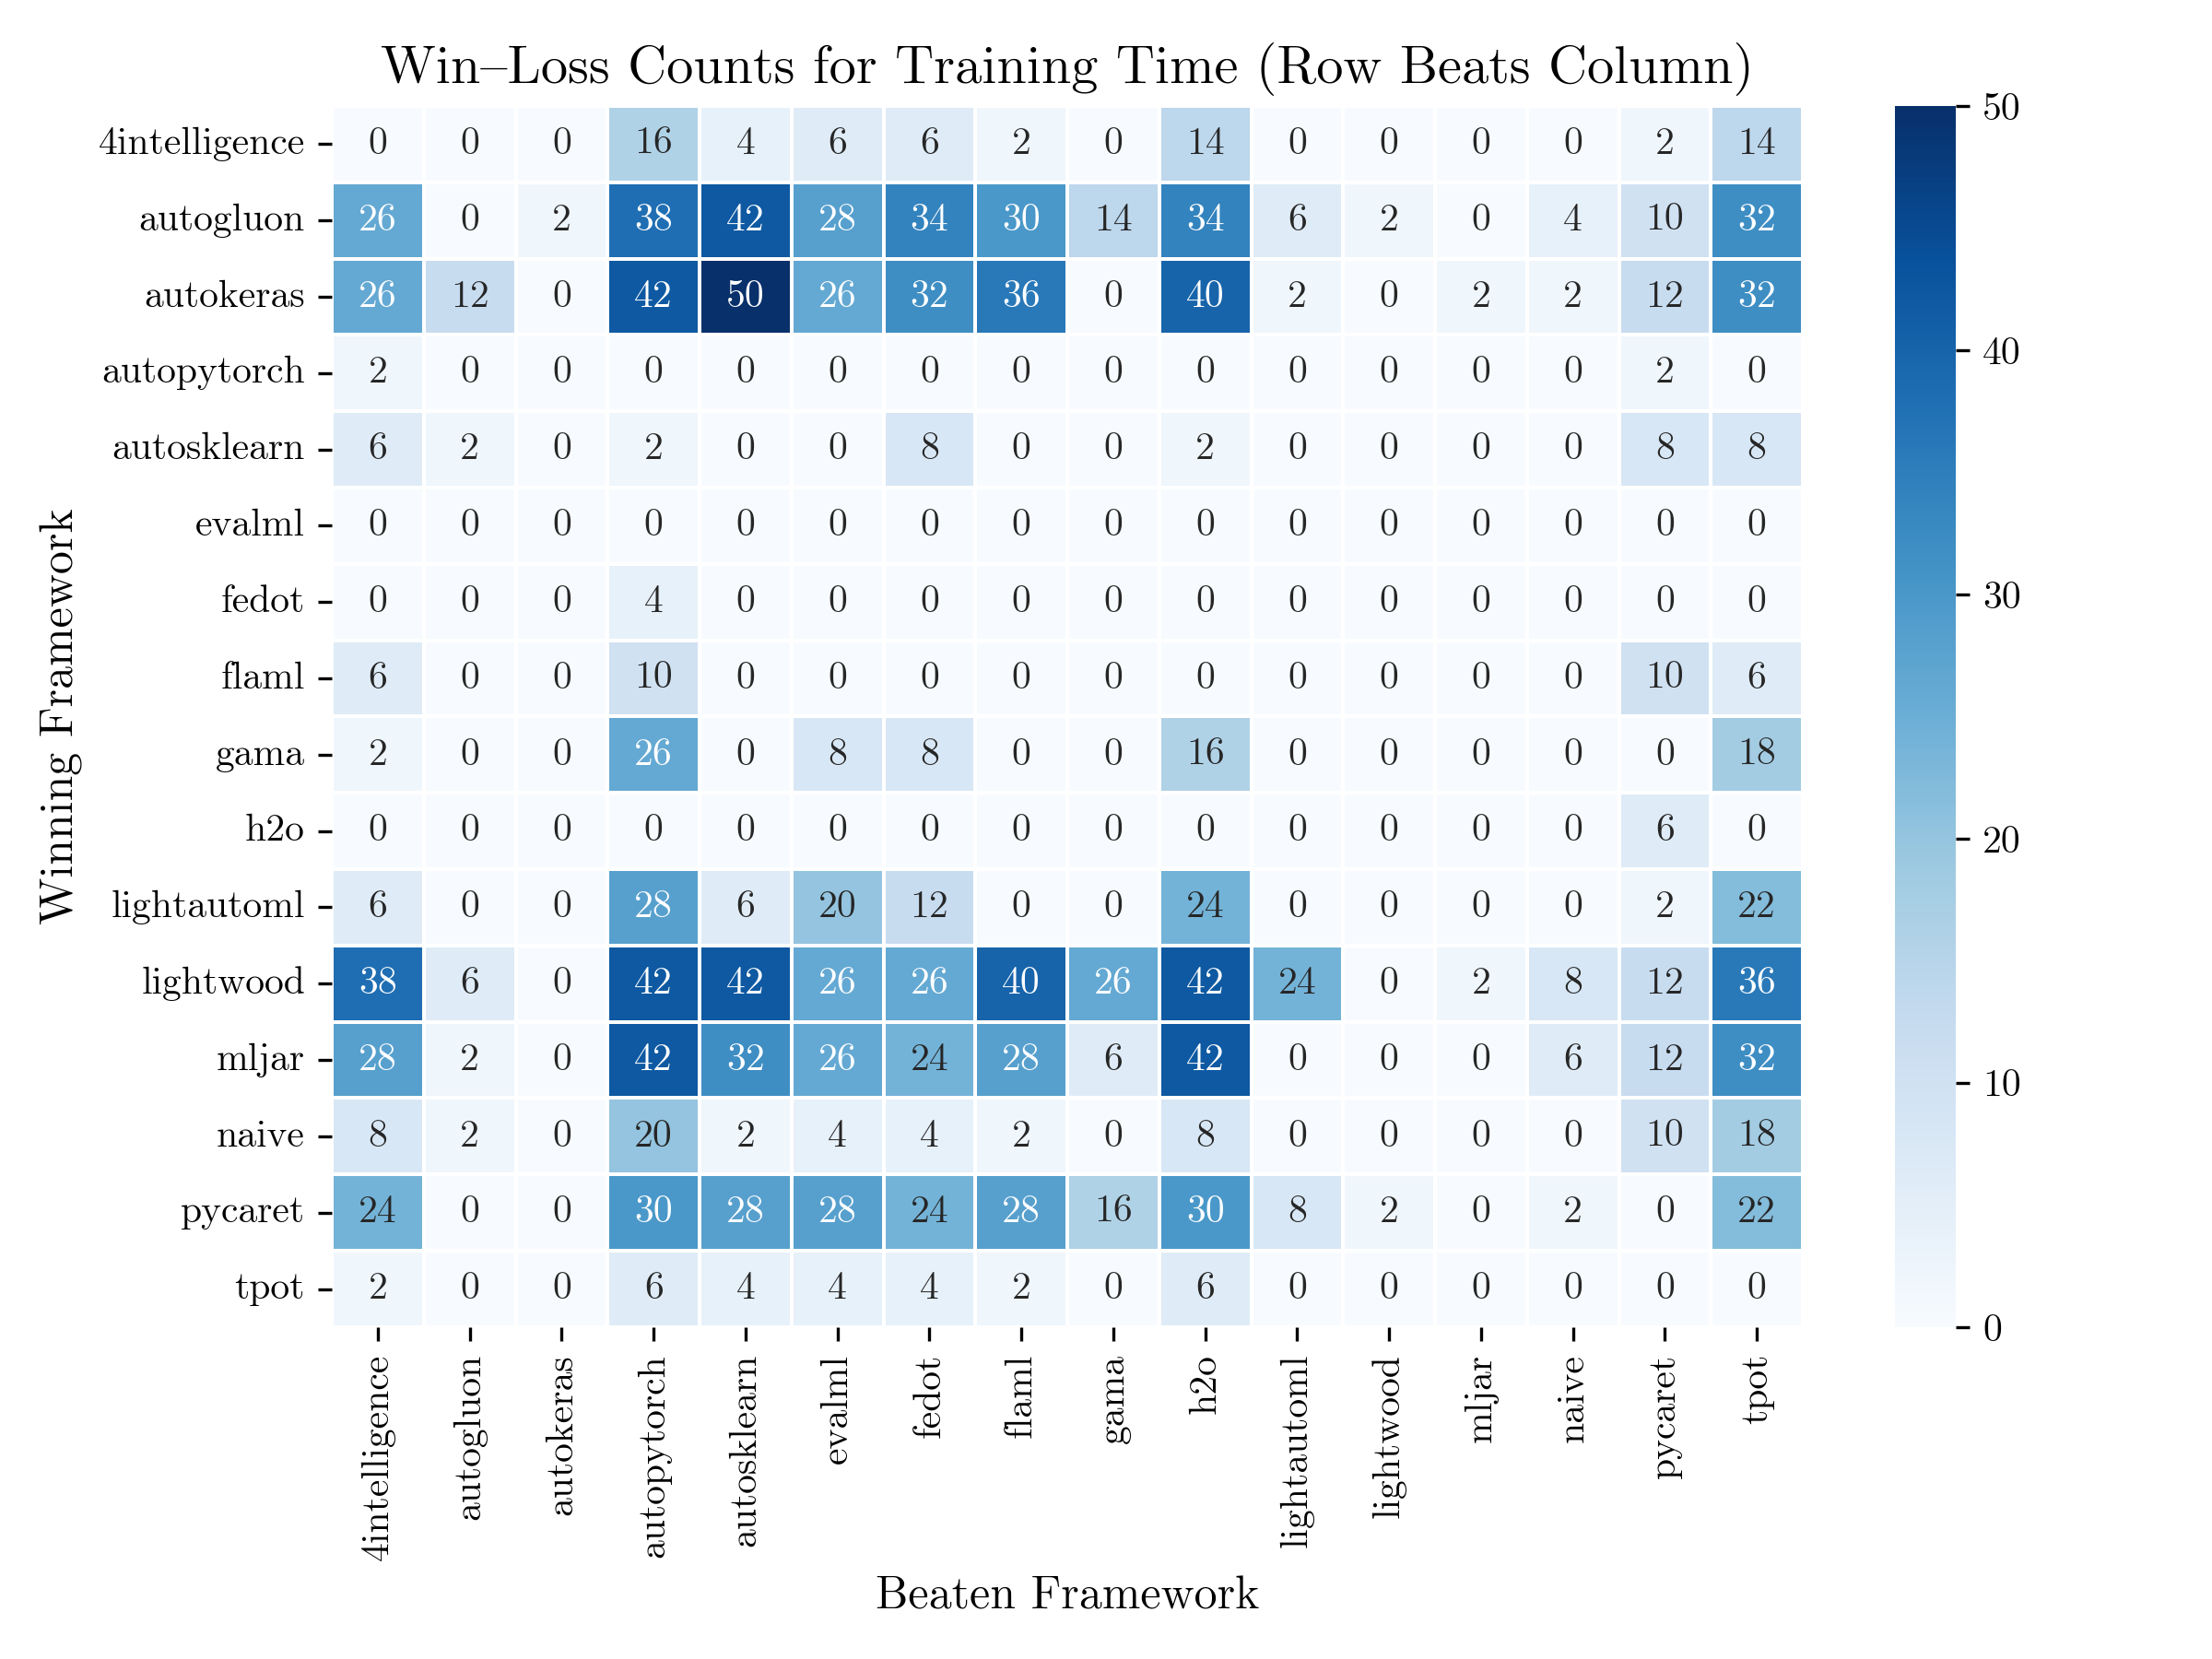 Win–Loss Counts for Training Time (Row Beats Column)
4intelligence 0 0 0 16 4 6 6 2 0 14 0 0 0 0 2 14
autogluon 26 0 2 38 42 28 34 30 14 34 6 2 0 4 10 32
autokeras 26 12 0 42 50 26 32 36 0 40 2 0 2 2 12 32
autopytorch 2 0 0 0 0 0 0 0 0 0 0 0 0 0 2 0
autosklearn 6 2 0 2 0 0 8 0 0 2 0 0 0 0 8 8
evalml 0 0 0 0 0 0 0 0 0 0 0 0 0 0 0 0
fedot 0 0 0 4 0 0 0 0 0 0 0 0 0 0 0 0
flaml 6 0 0 10 0 0 0 0 0 0 0 0 0 0 10 6
gama 2 0 0 26 0 8 8 0 0 16 0 0 0 0 0 18
h2o 0 0 0 0 0 0 0 0 0 0 0 0 0 0 6 0
lightautoml 6 0 0 28 6 20 12 0 0 24 0 0 0 0 2 22
lightwood 38 6 0 42 42 26 26 40 26 42 24 0 2 8 12 36
mljar 28 2 0 42 32 26 24 28 6 42 0 0 0 6 12 32
naive 8 2 0 20 2 4 4 2 0 8 0 0 0 0 10 18
pycaret 24 0 0 30 28 28 24 28 16 30 8 2 0 2 0 22
tpot 2 0 0 6 4 4 4 2 0 6 0 0 0 0 0 0
4intelligence
autogluon
autokeras
autopytorch
autosklearn
evalml
fedot
flaml
gama
h2o
lightautoml
lightwood
mljar
naive
pycaret
tpot
Beaten Framework
Winning Framework
50
40
30
20
10
0